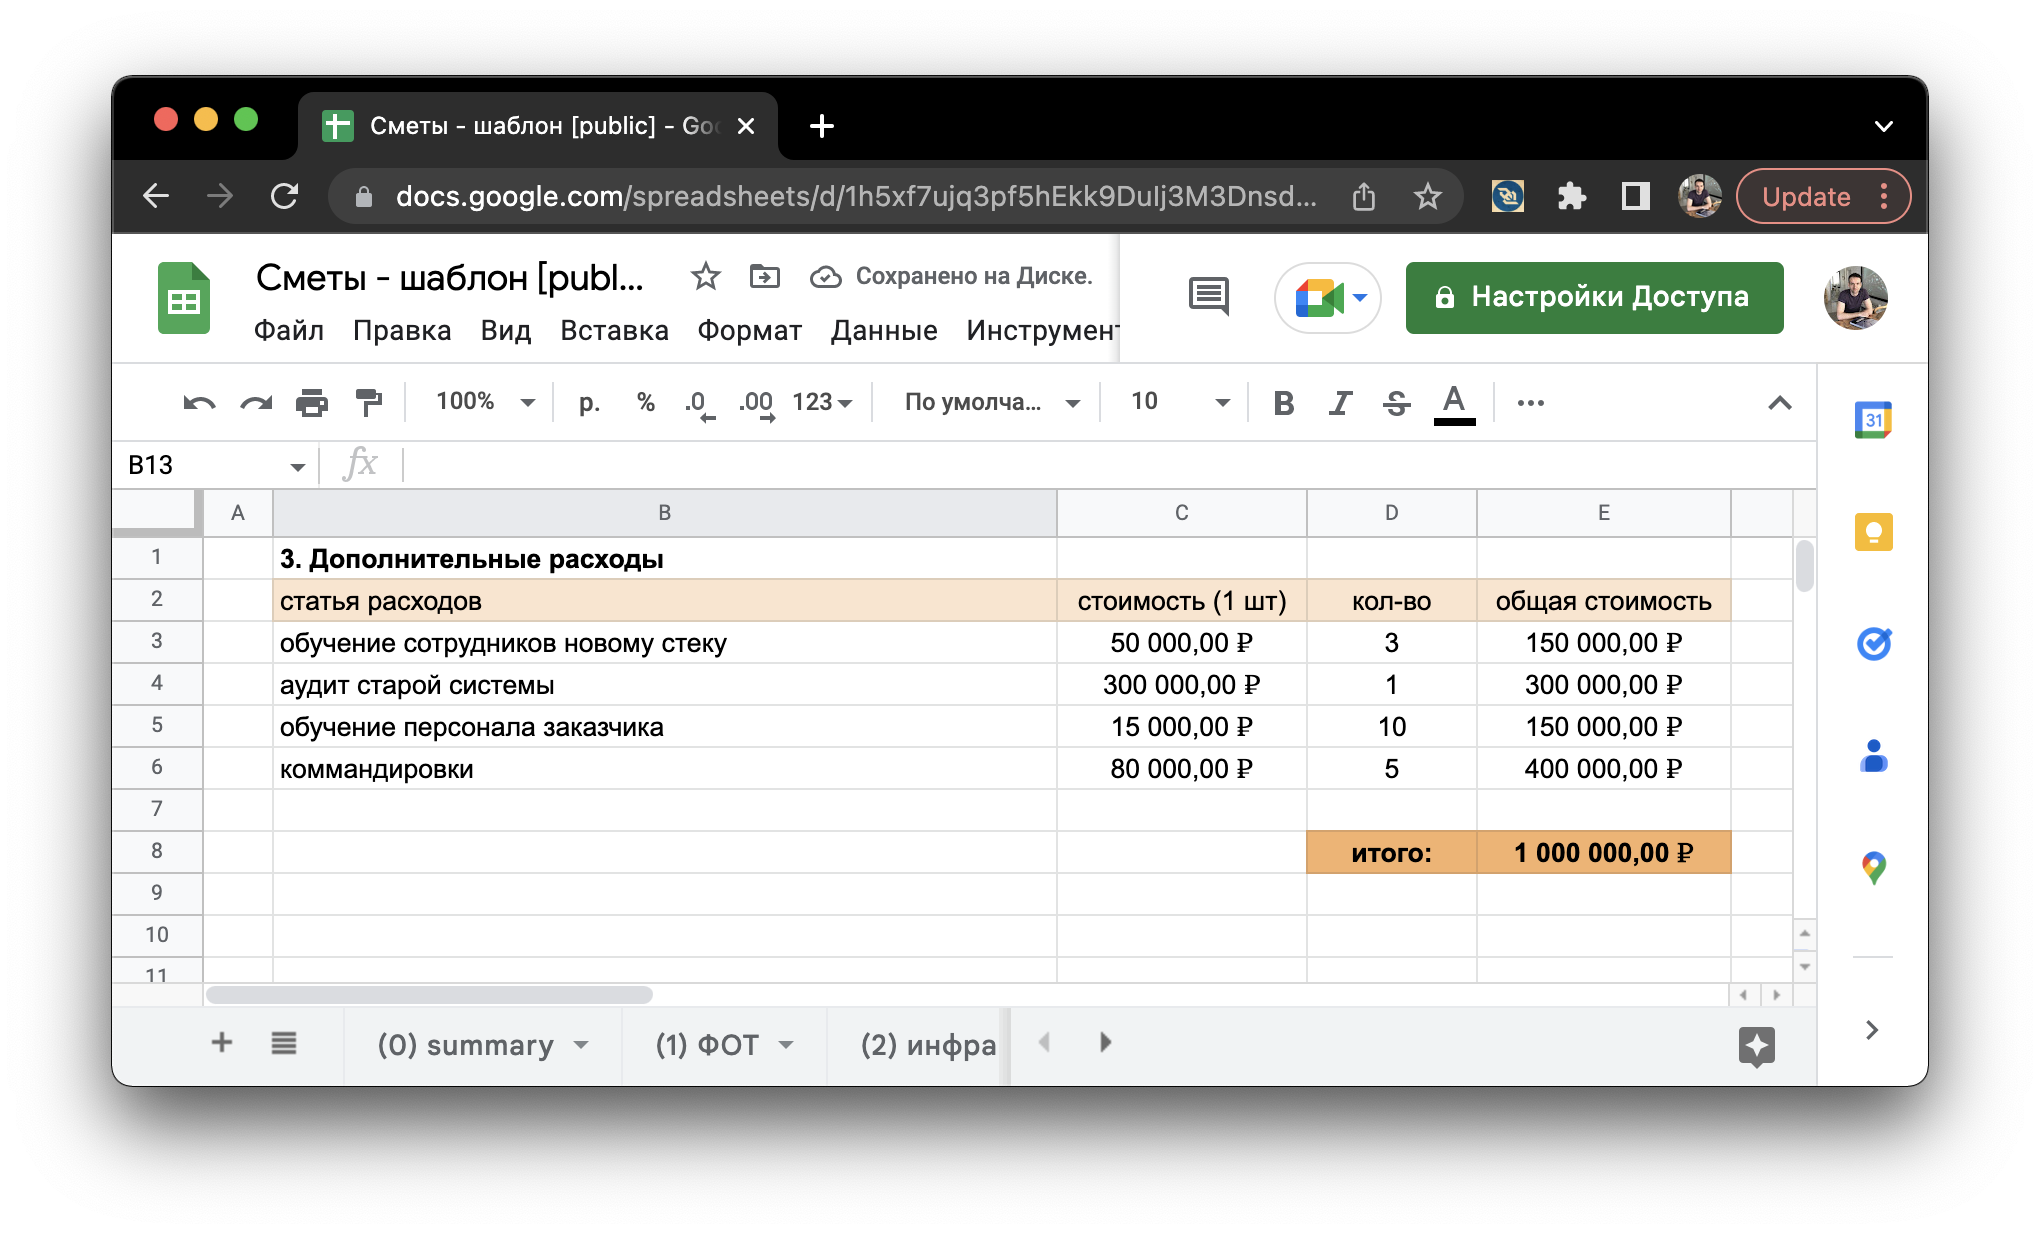 Сметы - шаблон [public] - Goo
docs.google.com/spreadsheets/d/1h5xf7ujq3pf5hEkk9DuIj3M3Dnsd...
Update
Сметы - шаблон [publ...
Сохранено на Диске.
Настройки Доступа
Файл Правка Вид Вставка Формат Данные Инструмент
100% р. % .0 .00 123 По умолча... 10 B I S A
31
B13 fx
A B C D E
1 3. Дополнительные расходы
2 статья расходов стоимость (1 шт) кол-во общая стоимость
3 обучение сотрудников новому стеку 50 000,00 ₽ 3 150 000,00 ₽
4 аудит старой системы 300 000,00 ₽ 1 300 000,00 ₽
5 обучение персонала заказчика 15 000,00 ₽ 10 150 000,00 ₽
6 коммандировки 80 000,00 ₽ 5 400 000,00 ₽
7
8 итого: 1 000 000,00 ₽
9
10
11
(0) summary (1) ФОТ (2) инфра